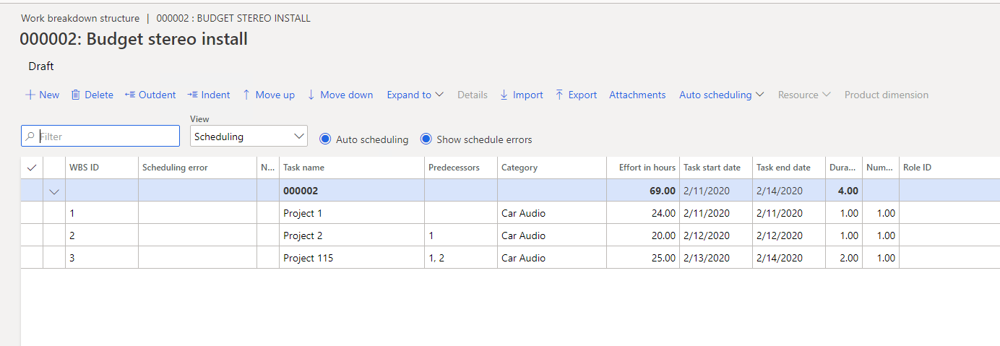 Work breakdown structure | 000002 : BUDGET STEREO INSTALL
000002: Budget stereo install
Draft
New Delete Outdent Indent Move up Move down Expand to Details Import Export Attachments Auto scheduling Resource Product dimension
View
Filter Scheduling Auto scheduling Show schedule errors
WBS ID Scheduling error N... Task name Predecessors Category Effort in hours Task start date Task end date Dura... Num... Role ID
000002 69.00 2/11/2020 2/14/2020 4.00
1 Project 1 Car Audio 24.00 2/11/2020 2/11/2020 1.00 1.00
2 Project 2 1 Car Audio 20.00 2/12/2020 2/12/2020 1.00 1.00
3 Project 115 1, 2 Car Audio 25.00 2/13/2020 2/14/2020 2.00 1.00